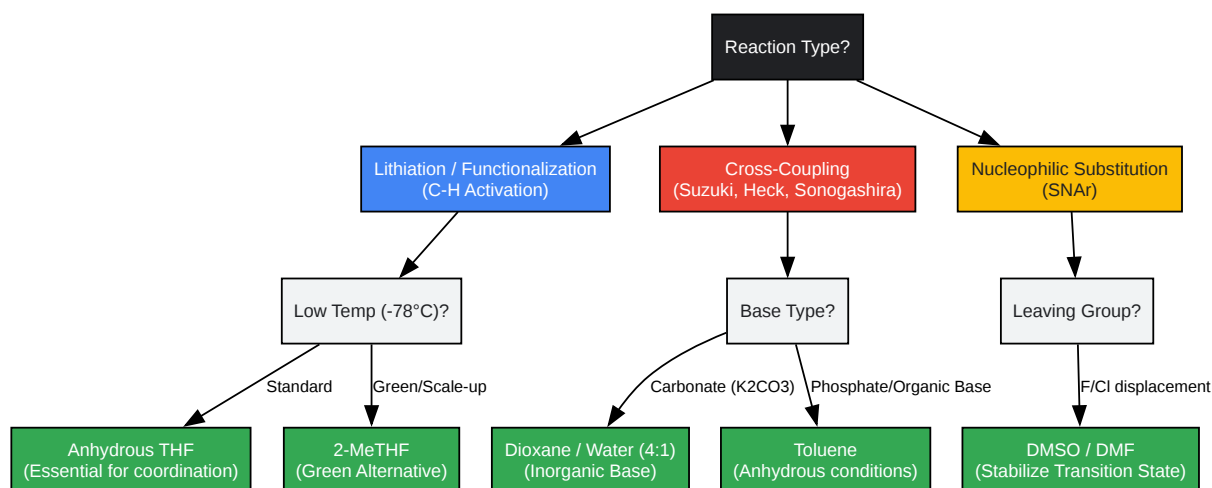 Reaction Type?
Lithiation / Functionalization
(C-H Activation)
Cross-Coupling
(Suzuki, Heck, Sonogashira)
Nucleophilic Substitution
(SNAr)
Low Temp (-78°C)?
Base Type?
Leaving Group?
Standard
Green/Scale-up
Carbonate (K2CO3)
Phosphate/Organic Base
F/Cl displacement
Anhydrous THF
(Essential for coordination)
2-MeTHF
(Green Alternative)
Dioxane / Water (4:1)
(Inorganic Base)
Toluene
(Anhydrous conditions)
DMSO / DMF
(Stabilize Transition State)